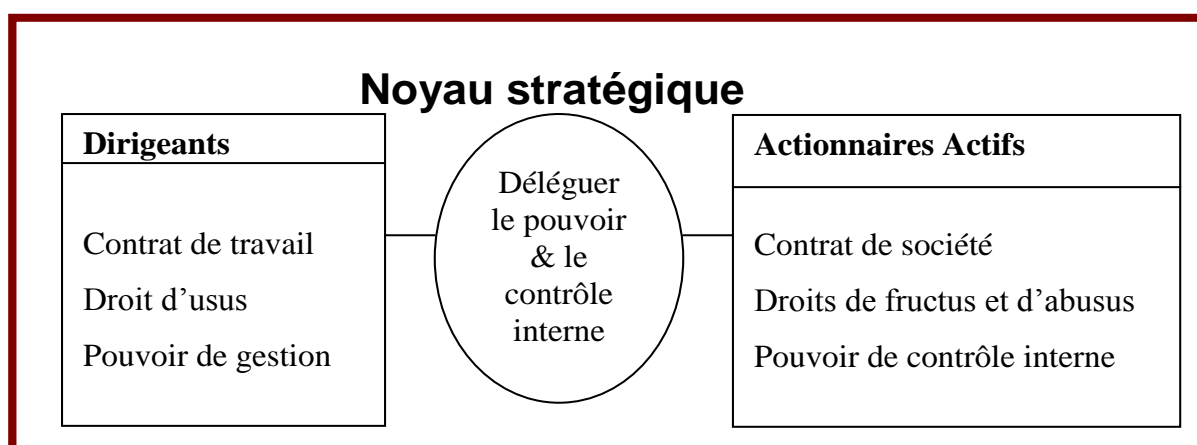 Noyau stratégique
Dirigeants
Contrat de travail
Droit d’usus
Pouvoir de gestion
Déléguer
le pouvoir
& le
contrôle
interne
Actionnaires Actifs
Contrat de société
Droits de fructus et d’abusus
Pouvoir de contrôle interne